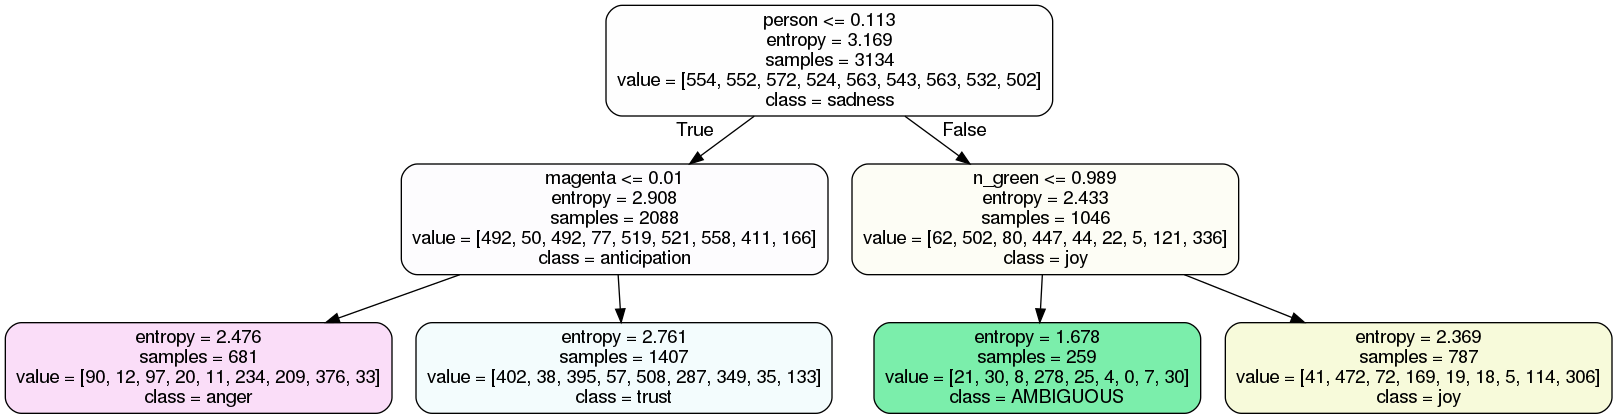 person <= 0.113
entropy = 3.169
samples = 3134
value = [554, 552, 572, 524, 563, 543, 563, 532, 502]
class = sadness
True
False
magenta <= 0.01
entropy = 2.908
samples = 2088
value = [492, 50, 492, 77, 519, 521, 558, 411, 166]
class = anticipation
n_green <= 0.989
entropy = 2.433
samples = 1046
value = [62, 502, 80, 447, 44, 22, 5, 121, 336]
class = joy
entropy = 2.476
samples = 681
value = [90, 12, 97, 20, 11, 234, 209, 376, 33]
class = anger
entropy = 2.761
samples = 1407
value = [402, 38, 395, 57, 508, 287, 349, 35, 133]
class = trust
entropy = 1.678
samples = 259
value = [21, 30, 8, 278, 25, 4, 0, 7, 30]
class = AMBIGUOUS
entropy = 2.369
samples = 787
value = [41, 472, 72, 169, 19, 18, 5, 114, 306]
class = joy